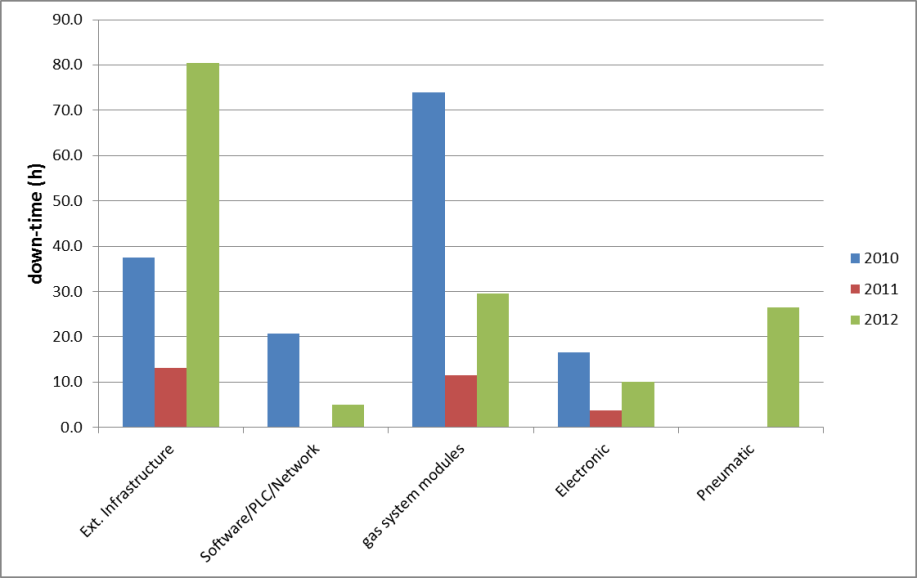 90.0
80.0
70.0
60.0
50.0
40.0
30.0
20.0
10.0
0.0
down-time (h)
Ext. Infrastructure
Software/PLC/Network
gas system modules
Electronic
Pneumatic
2010
2011
2012